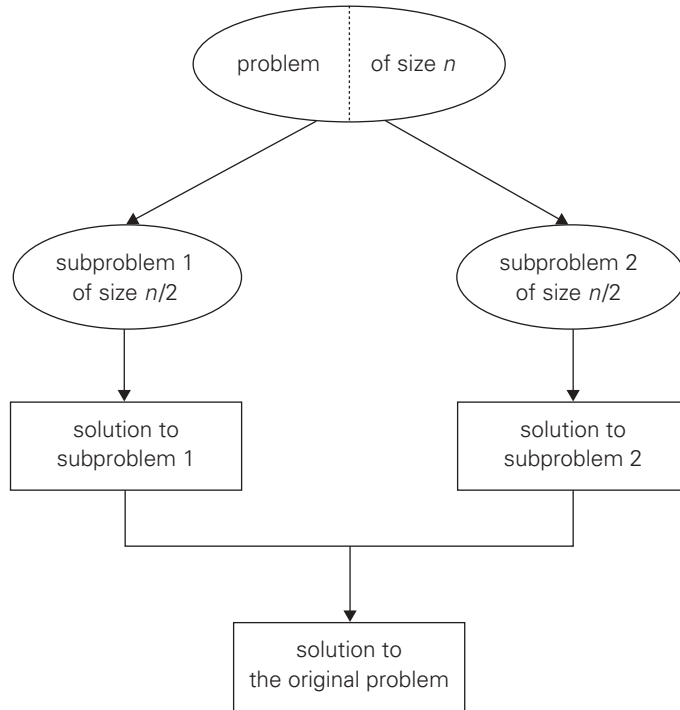 problem of size n
subproblem 1
of size n/2
subproblem 2
of size n/2
solution to
subproblem 1
solution to
subproblem 2
solution to
the original problem